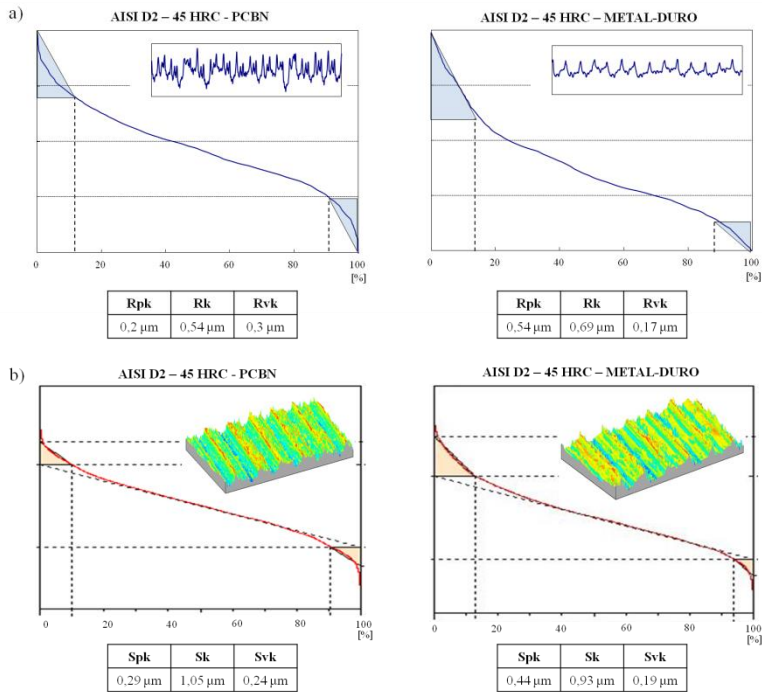 a)
AISI D2 – 45 HRC - PCBN
0 20 40 60 80 100
[%]
Rpk Rk Rvk
0,2 µm 0,54 µm 0,3 µm
AISI D2 – 45 HRC – METAL-DURO
0 20 40 60 80 100
[%]
Rpk Rk Rvk
0,54 µm 0,69 µm 0,17 µm
b)
AISI D2 – 45 HRC - PCBN
0 20 40 60 80 100
[%]
Spk Sk Svk
0,29 µm 1,05 µm 0,24 µm
AISI D2 – 45 HRC – METAL-DURO
0 20 40 60 80 100
[%]
Spk Sk Svk
0,44 µm 0,93 µm 0,19 µm